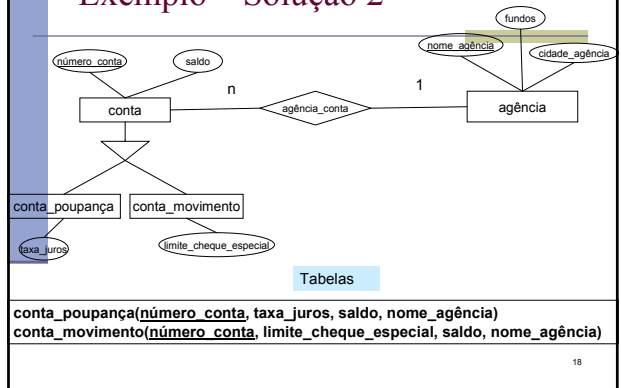 Exemplo – Solução 2
fundos
nome_agência
cidade_agência
número_conta
saldo
n
1
conta
agência_conta
agência
conta_poupança
conta_movimento
taxa_juros
limite_cheque_especial
Tabelas
conta_poupança(número_conta, taxa_juros, saldo, nome_agência)
conta_movimento(número_conta, limite_cheque_especial, saldo, nome_agência)
18